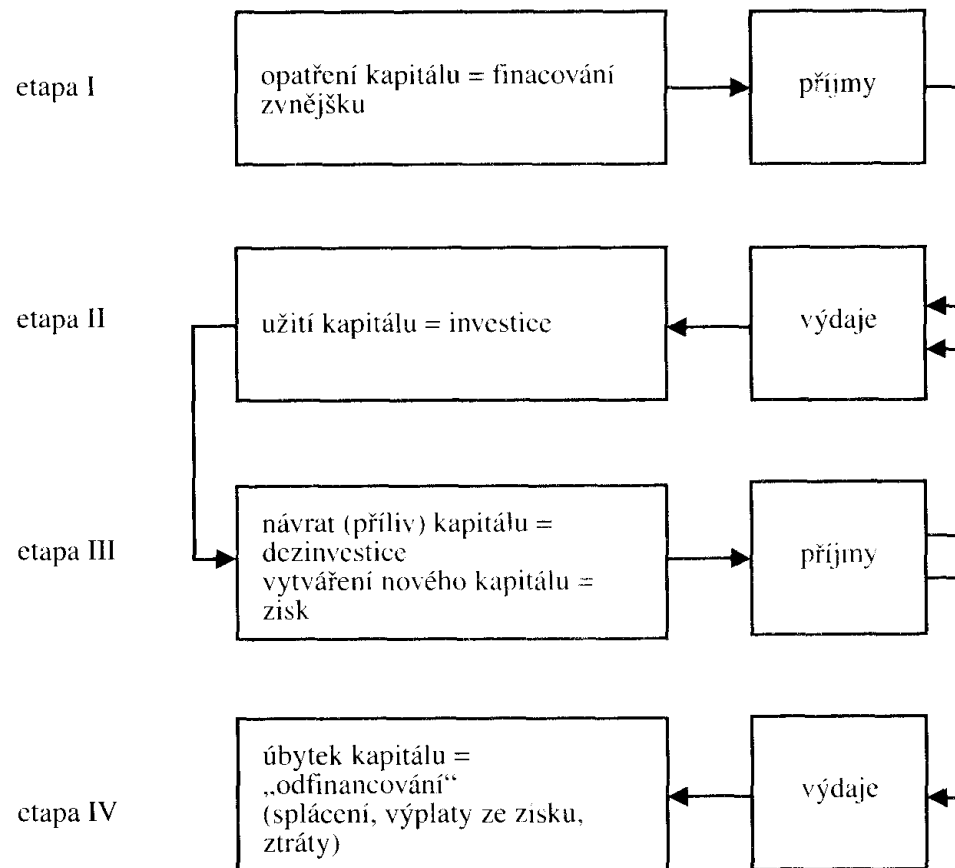 etapa I
opatření kapitálu = finacování
zvnějšku
příjmy
etapa II
užití kapitálu = investice
výdaje
etapa III
návrat (příliv) kapitálu =
dezinvestice
vytváření nového kapitálu =
zisk
příjmy
etapa IV
úbytek kapitálu =
„odfinancování“
(splácení, výplaty ze zisku,
ztráty)
výdaje